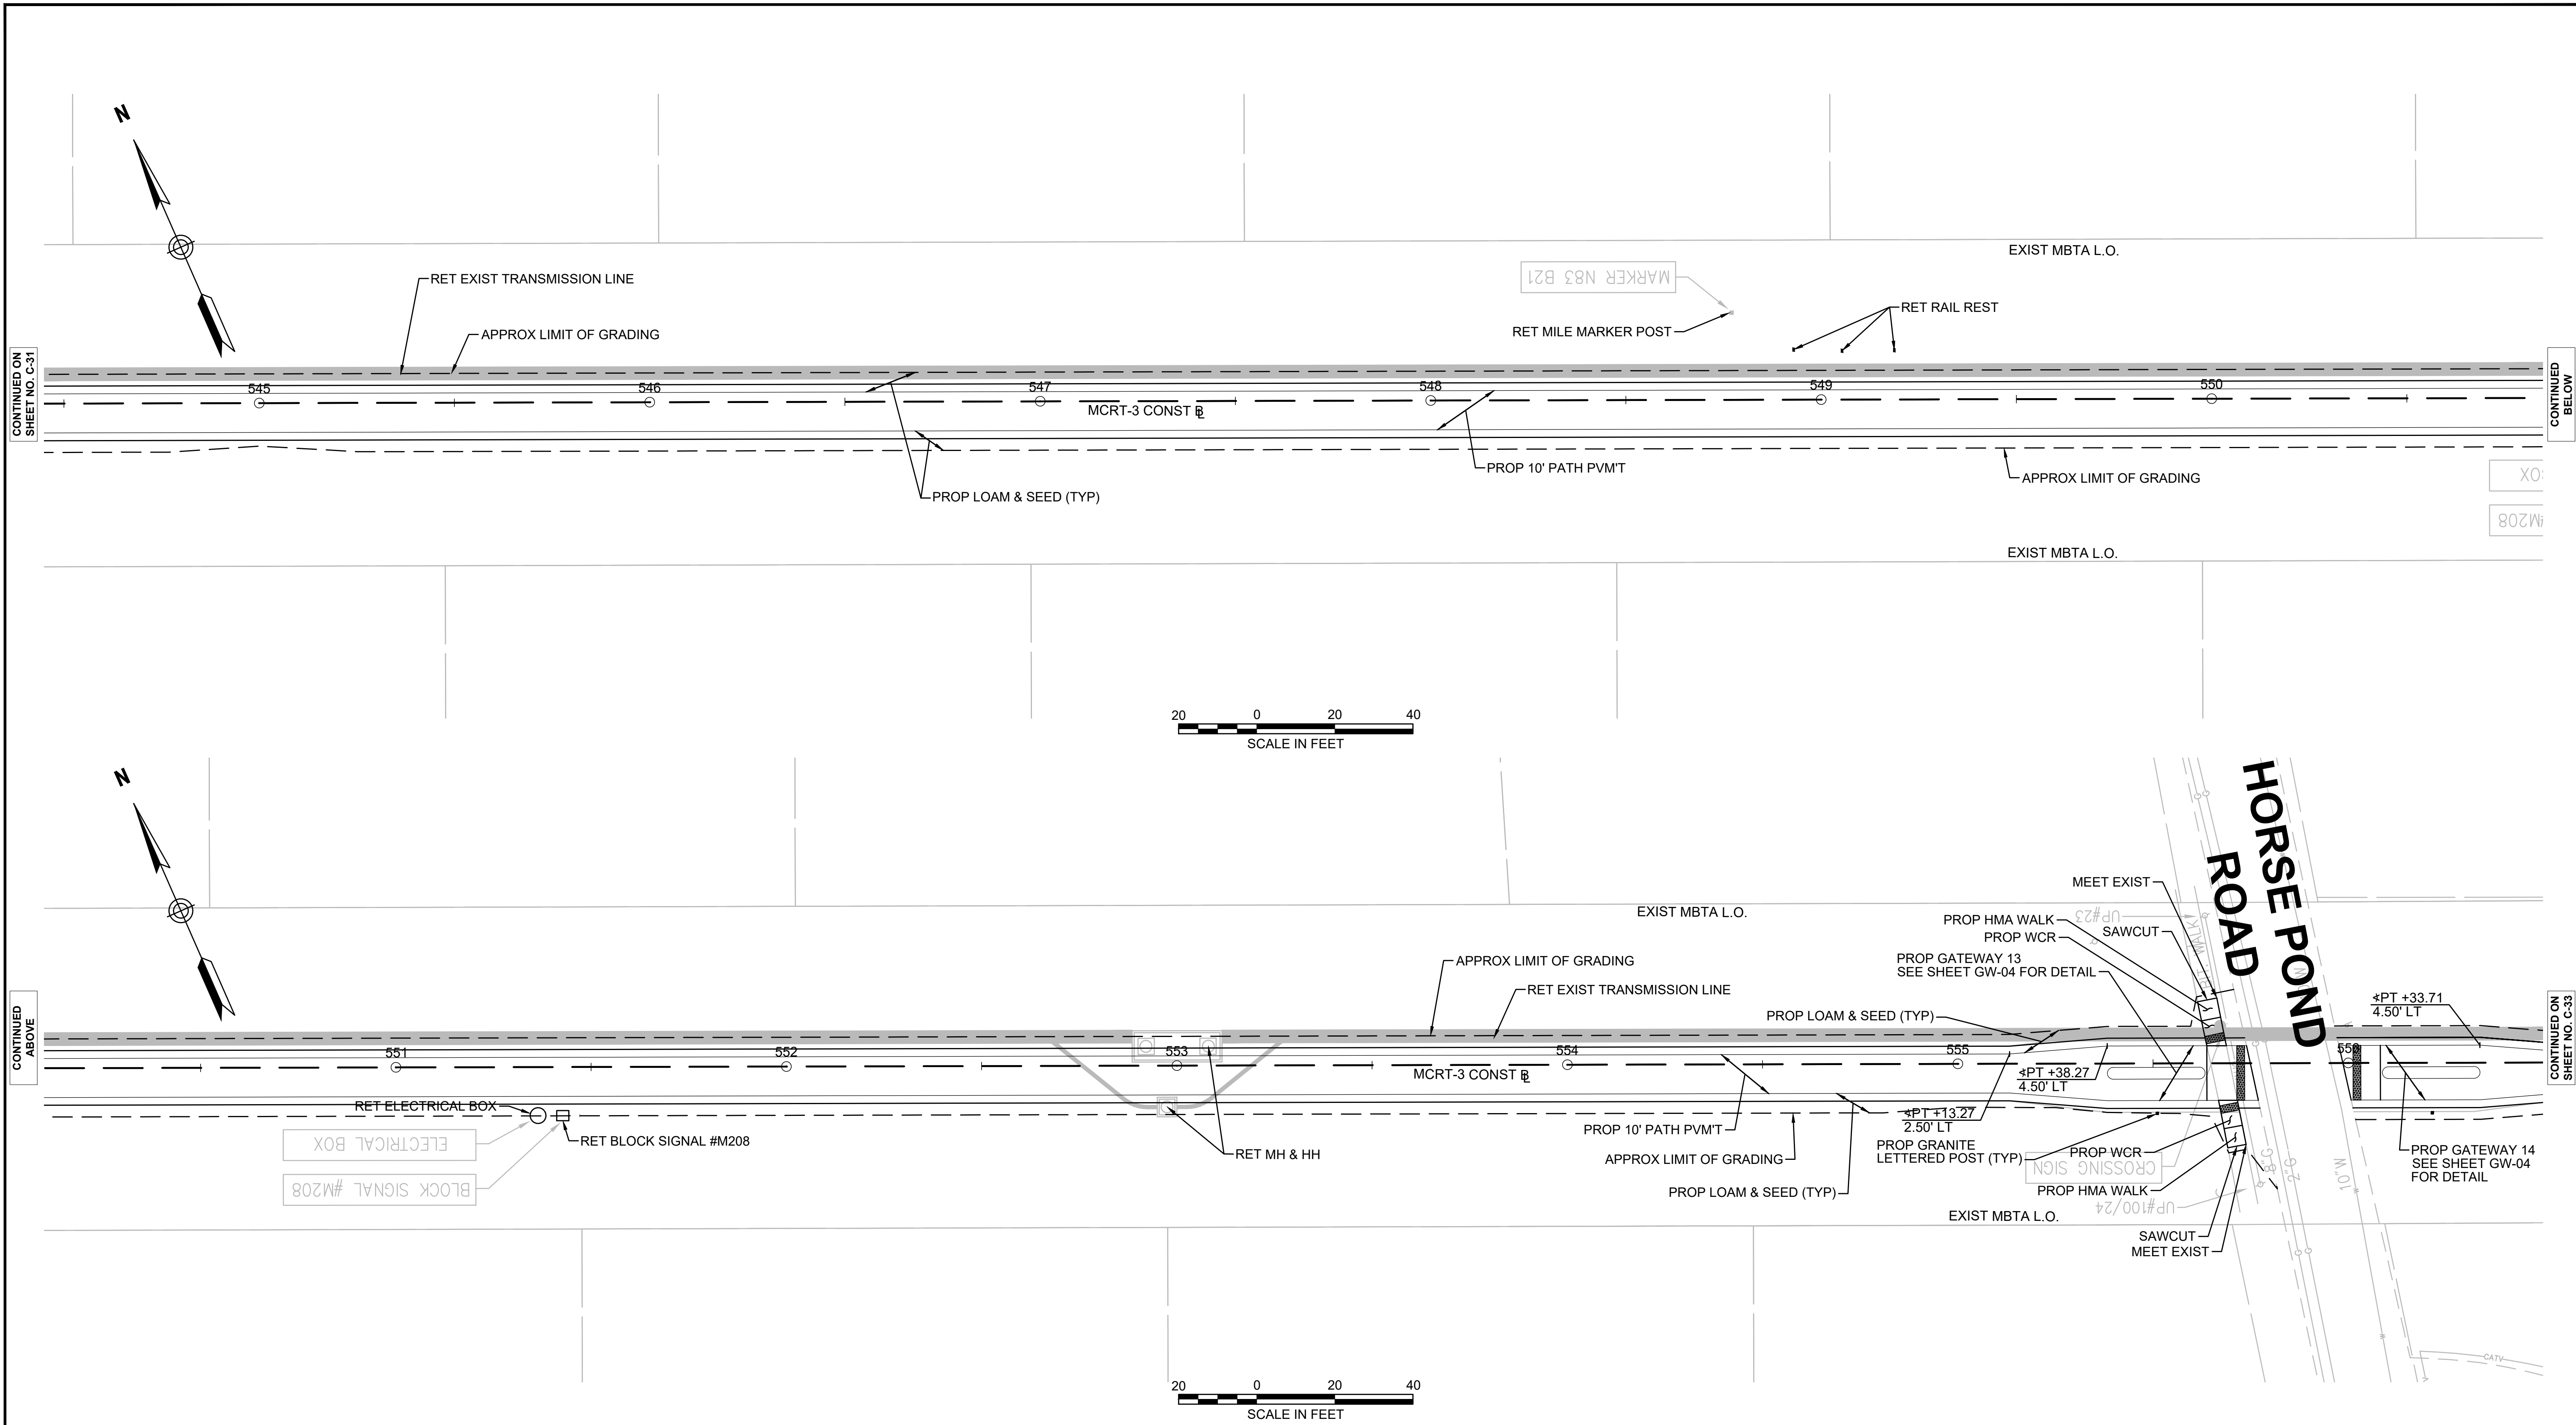 N
EXIST MBTA L.O.
RET EXIST TRANSMISSION LINE
MARKER N83 B21
RET RAIL REST
RET MILE MARKER POST
APPROX LIMIT OF GRADING
CONTINUED ON
SHEET NO. C-31
545
546
547
548
549
550
CONTINUED
BELOW
MCRT-3 CONST BL
PROP 10' PATH PVM'T
PROP LOAM & SEED (TYP)
APPROX LIMIT OF GRADING
OX
#M208
EXIST MBTA L.O.
20 0 20 40
SCALE IN FEET
N
HORSE POND
ROAD
MEET EXIST
EXIST MBTA L.O.
UP#23
PROP HMA WALK
SAWCUT
PROP WCR
PROP GATEWAY 13
SEE SHEET GW-04 FOR DETAIL
APPROX LIMIT OF GRADING
RET EXIST TRANSMISSION LINE
PROP LOAM & SEED (TYP)
∢PT +33.71
4.50' LT
CONTINUED
ABOVE
551
552
553
554
555
556
CONTINUED ON
SHEET NO. C-33
MCRT-3 CONST BL
∢PT +38.27
4.50' LT
RET ELECTRICAL BOX
ELECTRICAL BOX
RET BLOCK SIGNAL #M208
BLOCK SIGNAL #M208
RET MH & HH
∢PT +13.27
2.50' LT
PROP 10' PATH PVM'T
PROP GRANITE
LETTERED POST (TYP)
APPROX LIMIT OF GRADING
PROP LOAM & SEED (TYP)
PROP WCR
CROSSING SIGN
PROP HMA WALK
UP#100/24
8"G
2"G
10"W
PROP GATEWAY 14
SEE SHEET GW-04
FOR DETAIL
EXIST MBTA L.O.
SAWCUT
MEET EXIST
CATV
20 0 20 40
SCALE IN FEET